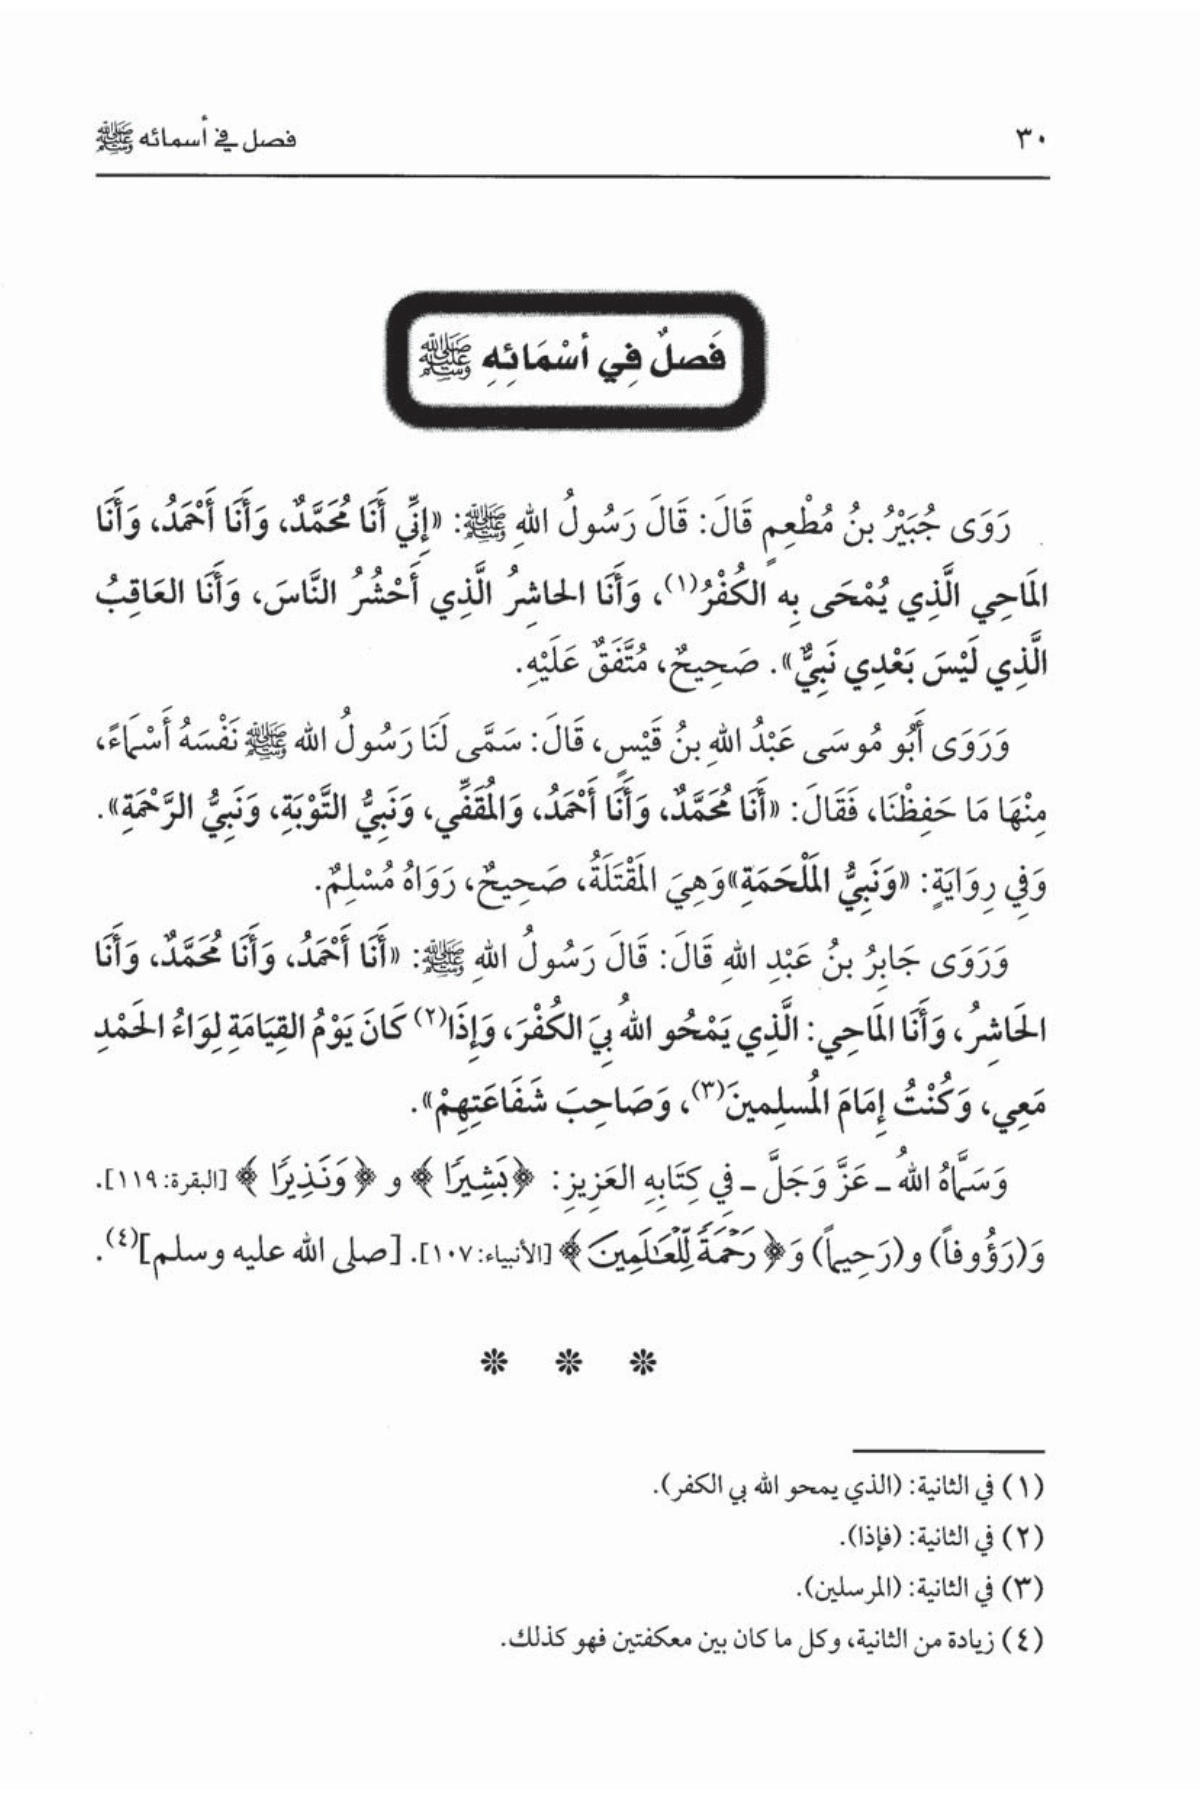 ٣٠
فصل في أسمائه ﷺ
فَصلٌ فِي أسْمَائِهِ ﷺ
رَوَى جُبَيْرُ بنُ مُطْعِمٍ قَالَ: قَالَ رَسُولُ اللهِ ﷺ: «إِنِّي أَنَا مُحَمَّدٌ، وَأَنَا أَحْمَدُ، وَأَنَا
المَاحِي الَّذِي يُمْحَى بِه الكُفْرُ(١)، وَأَنَا الحاشِرُ الَّذِي أَحْشُرُ النَّاسَ، وَأَنَا العَاقِبُ
الَّذِي لَيْسَ بَعْدِي نَبِيٌّ». صَحِيحٌ، مُتَّفَقٌ عَلَيْهِ.
وَرَوَى أَبُو مُوسَى عَبْدُ اللهِ بنُ قَيْسٍ، قَالَ: سَمَّى لَنَا رَسُولُ الله ﷺ نَفْسَهُ أَسْمَاءً،
مِنْهَا مَا حَفِظْنَا، فَقَالَ: «أَنَا مُحَمَّدٌ، وَأَنَا أَحْمَدُ، وَالمُقَفِّي، وَنَبِيُّ التَّوْبَةِ، وَنَبِيُّ الرَّحْمَةِ».
وَفِي رِوَايَةٍ: «وَنَبِيُّ المَلْحَمَةِ» وَهِيَ المَقْتَلَةُ، صَحِيحٌ، رَوَاهُ مُسْلِمٌ.
وَرَوَى جَابِرُ بنُ عَبْدِ اللهِ قَالَ: قَالَ رَسُولُ اللهِ ﷺ: «أَنَا أَحْمَدُ، وَأَنَا مُحَمَّدٌ، وَأَنَا
الحَاشِرُ، وَأَنَا المَاحِي: الَّذِي يَمْحُو اللهُ بِيَ الكُفْرَ، وَإِذَا(٢) كَانَ يَوْمُ القِيَامَةِ لِوَاءُ الحَمْدِ
مَعِي، وَكُنْتُ إِمَامَ المُسلِمينَ(٣)، وَصَاحِبَ شَفَاعَتِهِمْ».
وَسَمَّاهُ اللهُ ـ عَزَّ وَجَلَّ ـ فِي كِتَابِهِ العَزِيزِ: ﴿بَشِيرًا﴾ و ﴿وَنَذِيرًا﴾ [البقرة: ١١٩].
وَ(رَؤُوفاً) و(رَحِيماً) وَ﴿رَحْمَةً لِّلْعَٰلَمِينَ﴾ [الأنبياء: ١٠٧]. [صلى الله عليه وسلم](٤).
(١) في الثانية: (الذي يمحو الله بي الكفر).
(٢) في الثانية: (فإذا).
(٣) في الثانية: (المرسلين).
(٤) زيادة من الثانية، وكل ما كان بين معكفتين فهو كذلك.